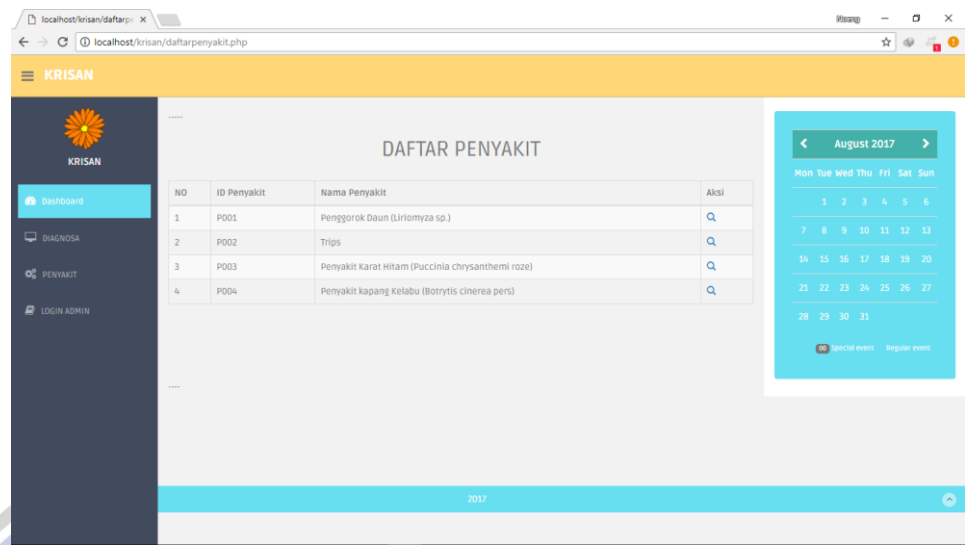 localhost/krisan/daftarpe
localhost/krisan/daftarpenyakit.php
KRISAN
KRISAN
Dashboard
DIAGNOSA
PENYAKIT
LOGIN ADMIN
-----
DAFTAR PENYAKIT
NO ID Penyakit Nama Penyakit Aksi
1 P001 Penggorok Daun (Liriomyza sp.)
2 P002 Trips
3 P003 Penyakit Karat Hitam (Puccinia chrysanthemi roze)
4 P004 Penyakit kapang Kelabu (Botrytis cinerea pers)
----
August 2017
Mon Tue Wed Thu Fri Sat Sun
1 2 3 4 5 6
7 8 9 10 11 12 13
14 15 16 17 18 19 20
21 22 23 24 25 26 27
28 29 30 31
00 Special event Regular event
2017
1